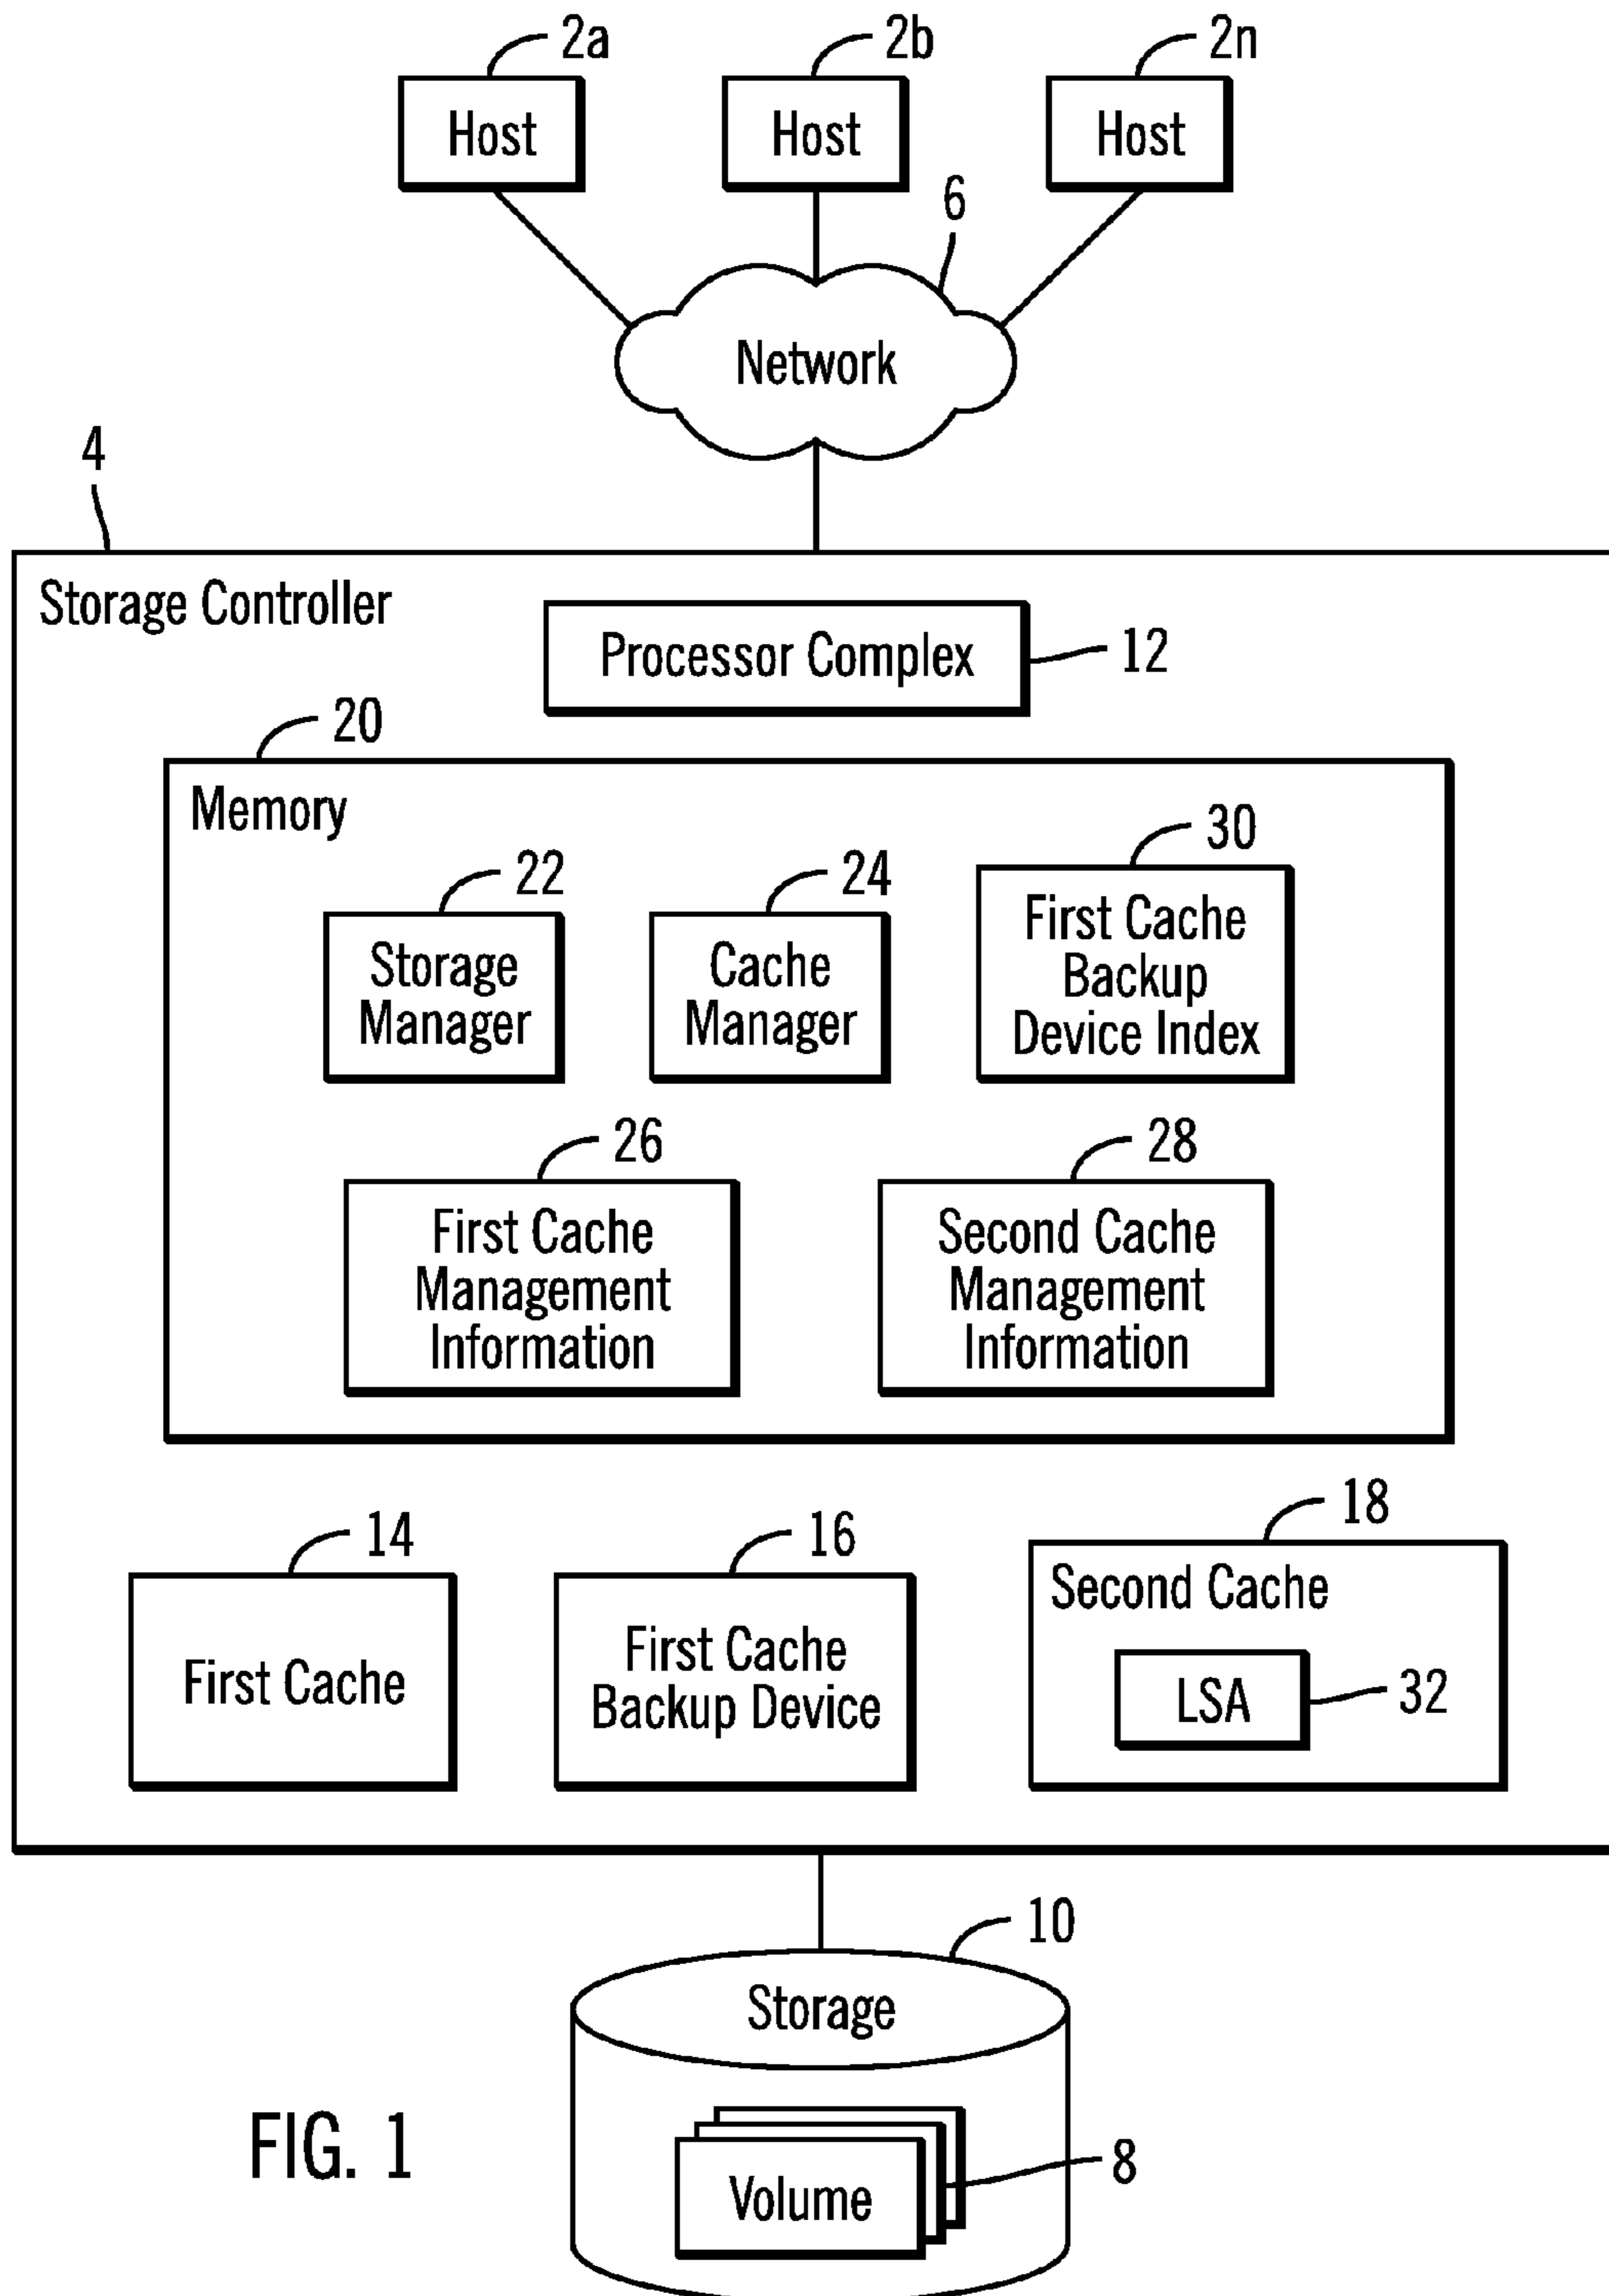 2a
2b
2n
Host
Host
Host
6
Network
4
Storage Controller
Processor Complex
12
20
Memory
22
24
30
Storage
Manager
Cache
Manager
First Cache
Backup
Device Index
26
28
First Cache
Management
Information
Second Cache
Management
Information
14
16
18
First Cache
First Cache
Backup Device
Second Cache
LSA
32
10
Storage
Volume
8
FIG. 1